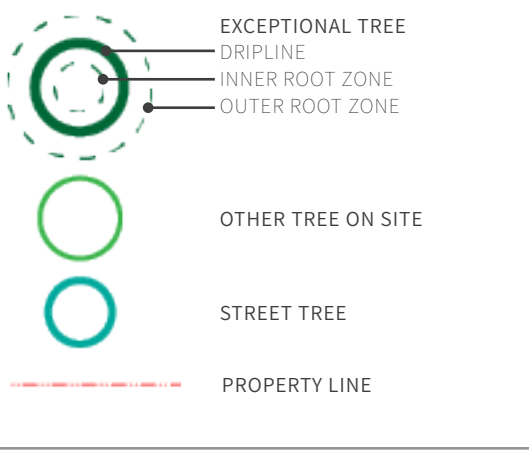 EXCEPTIONAL TREE
DRIPLINE
INNER ROOT ZONE
OUTER ROOT ZONE
OTHER TREE ON SITE
STREET TREE
PROPERTY LINE